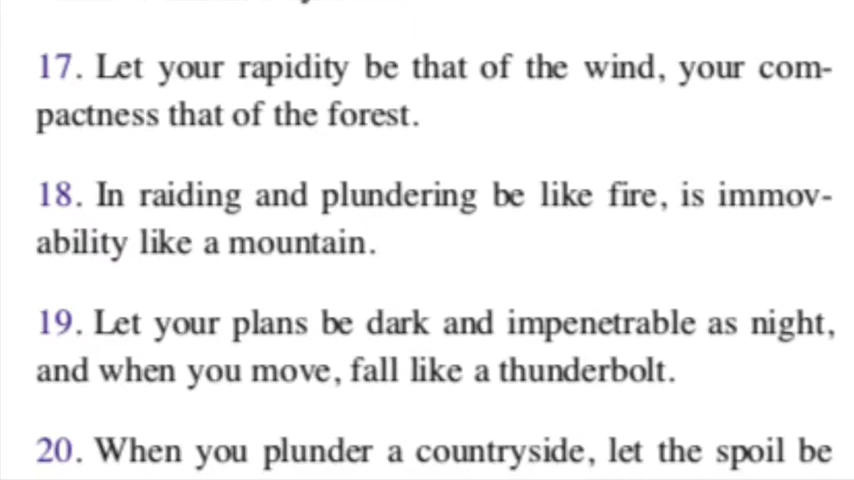 17. Let your rapidity be that of the wind, your com-
pactness that of the forest.
18. In raiding and plundering be like fire, is immov-
ability like a mountain.
19. Let your plans be dark and impenetrable as night,
and when you move, fall like a thunderbolt.
20. When you plunder a countryside, let the spoil be